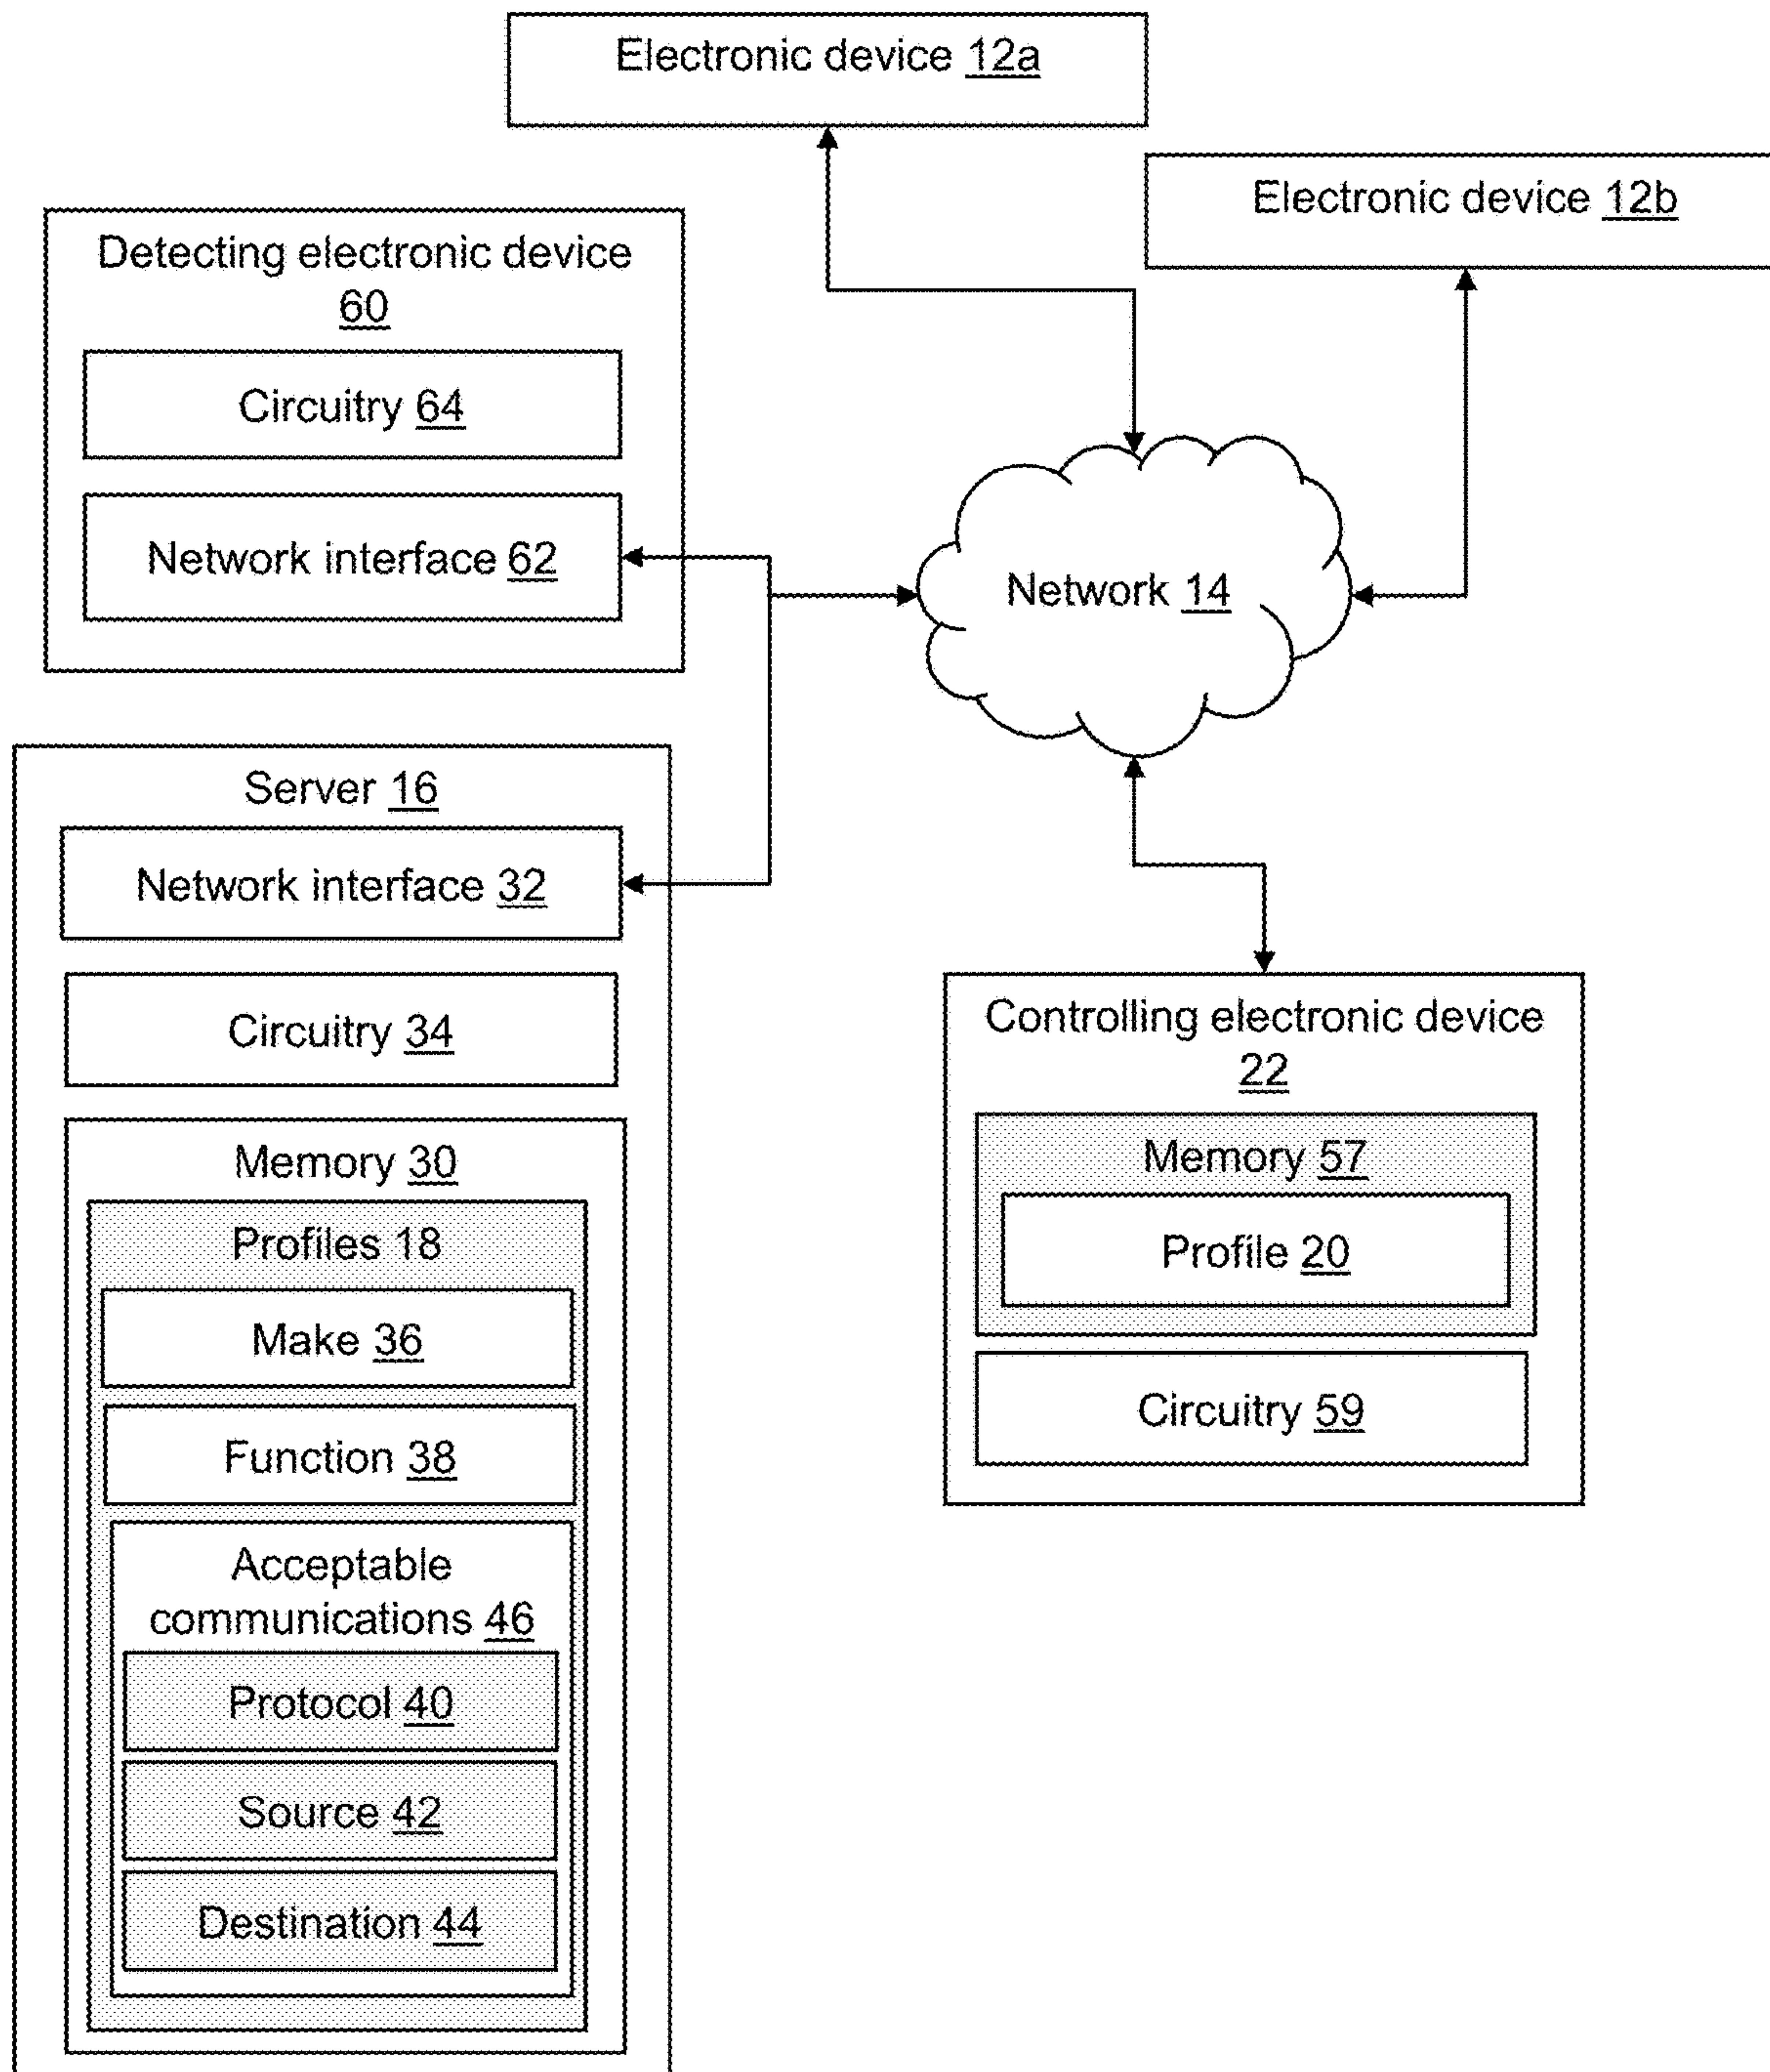 Electronic device 12a
Electronic device 12b
Detecting electronic device
60
Circuitry 64
Network interface 62
Network 14
Server 16
Network interface 32
Circuitry 34
Memory 30
Profiles 18
Make 36
Function 38
Acceptable
communications 46
Protocol 40
Source 42
Destination 44
Controlling electronic device
22
Memory 57
Profile 20
Circuitry 59